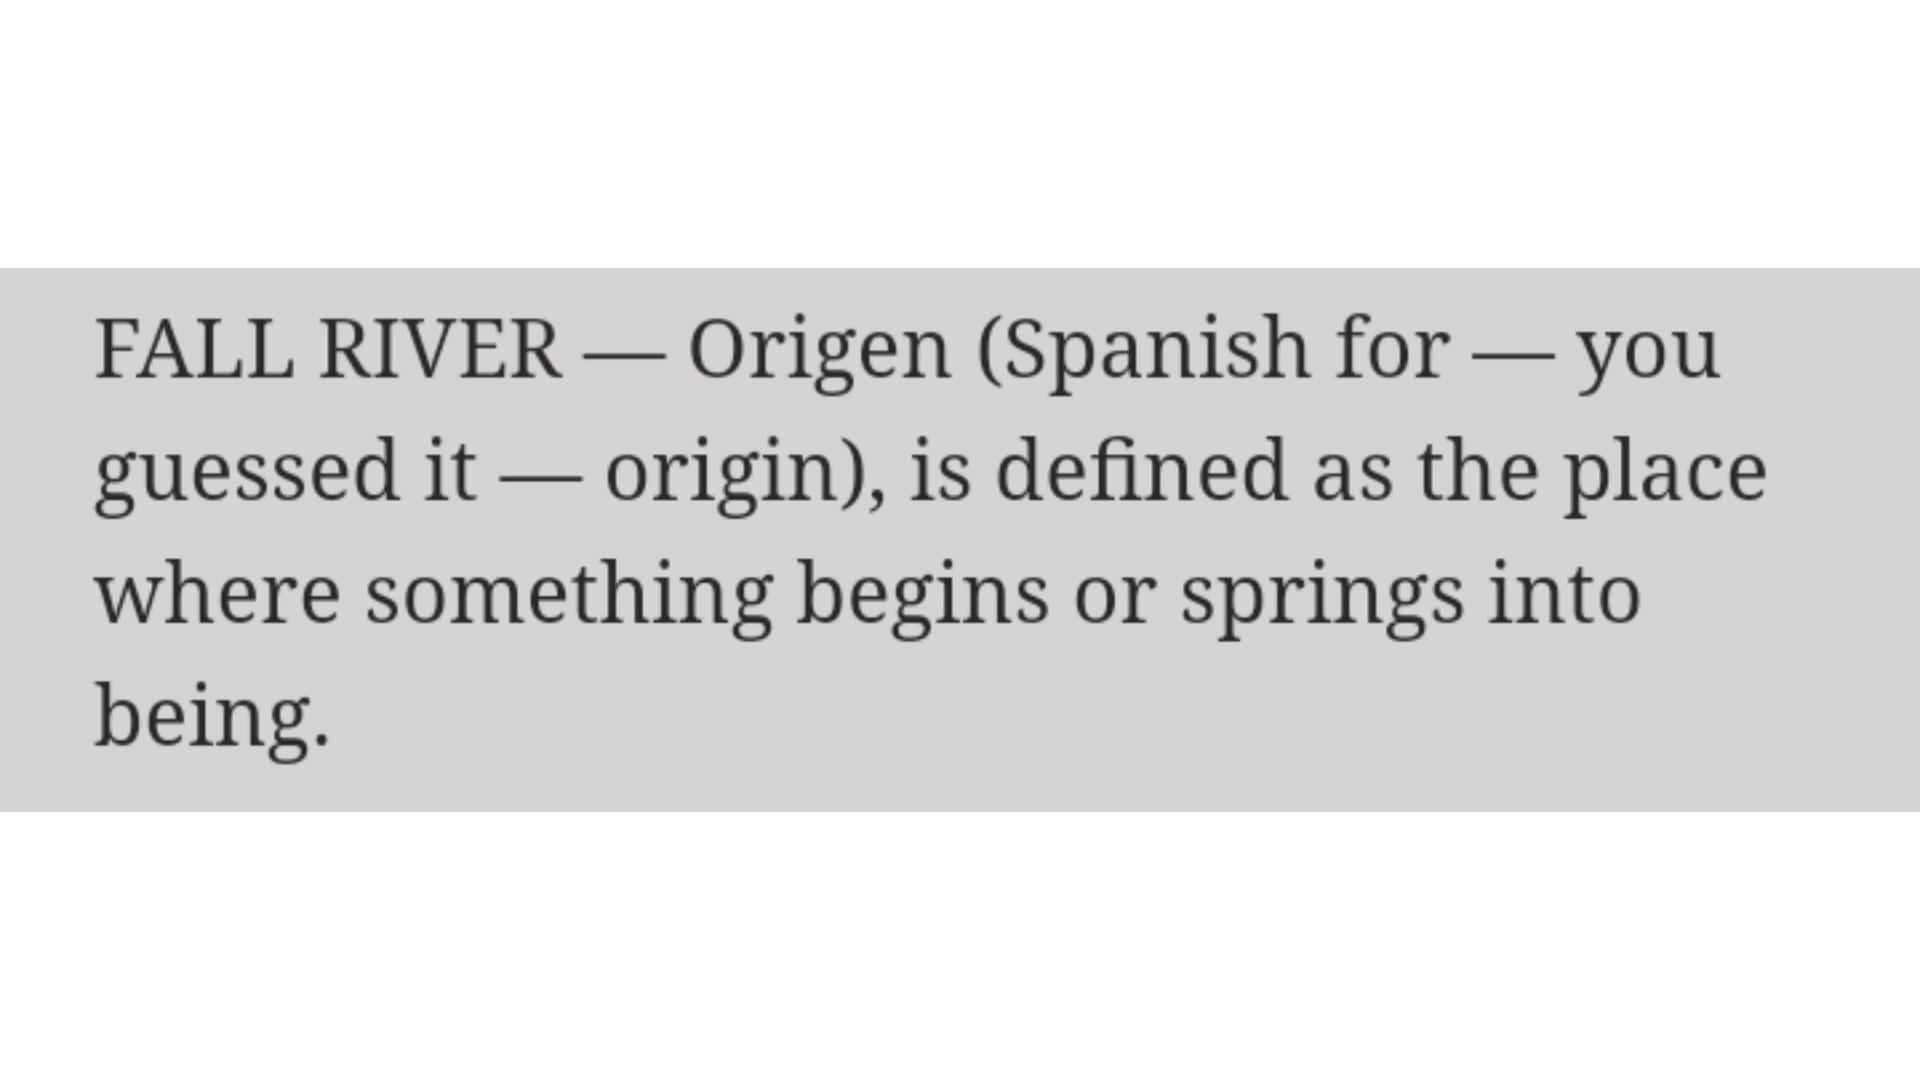 FALL RIVER — Origen (Spanish for — you
guessed it — origin), is defined as the place
where something begins or springs into
being.